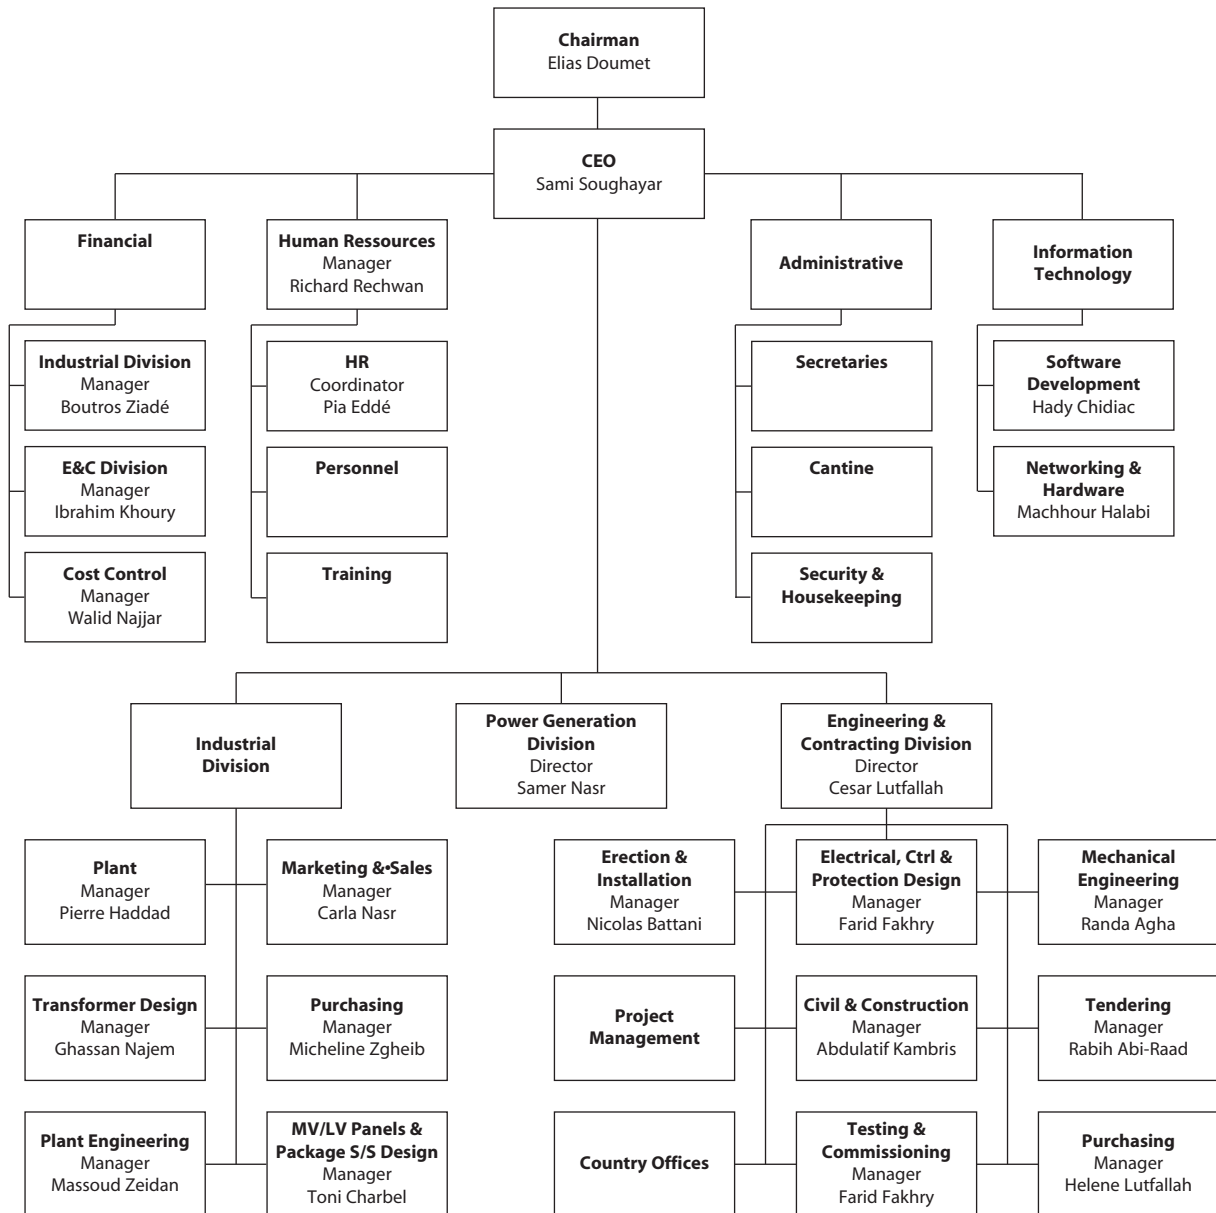 Chairman
Elias Doumet
CEO
Sami Soughayar
Financial
Human Ressources
Manager
Richard Rechwan
Administrative
Information
Technology
Industrial Division
Manager
Boutros Ziadé
HR
Coordinator
Pia Eddé
Secretaries
Software
Development
Hady Chidiac
E&C Division
Manager
Ibrahim Khoury
Personnel
Cantine
Networking &
Hardware
Machhour Halabi
Cost Control
Manager
Walid Najjar
Training
Security &
Housekeeping
Industrial
Division
Power Generation
Division
Director
Samer Nasr
Engineering &
Contracting Division
Director
Cesar Lutfallah
Plant
Manager
Pierre Haddad
Marketing &•Sales
Manager
Carla Nasr
Erection &
Installation
Manager
Nicolas Battani
Electrical, Ctrl &
Protection Design
Manager
Farid Fakhry
Mechanical
Engineering
Manager
Randa Agha
Transformer Design
Manager
Ghassan Najem
Purchasing
Manager
Micheline Zgheib
Project
Management
Civil & Construction
Manager
Abdulatif Kambris
Tendering
Manager
Rabih Abi-Raad
Plant Engineering
Manager
Massoud Zeidan
MV/LV Panels &
Package S/S Design
Manager
Toni Charbel
Country Offices
Testing &
Commissioning
Manager
Farid Fakhry
Purchasing
Manager
Helene Lutfallah